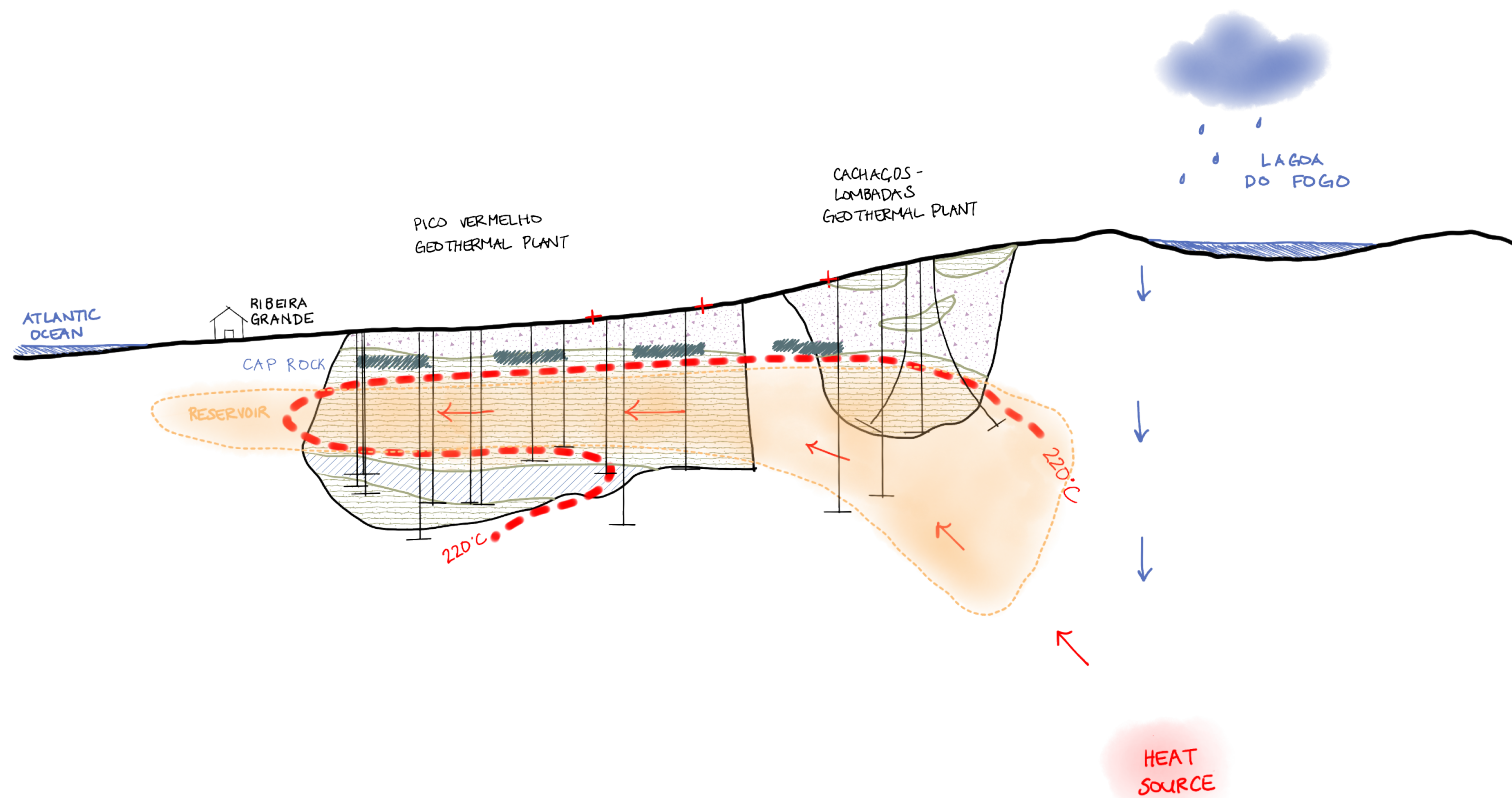 LAGOA
DO FOGO
CACHAÇOS -
LOMBADAS
GEOTHERMAL PLANT
PICO VERMELHO
GEOTHERMAL PLANT
RIBEIRA
GRANDE
ATLANTIC
OCEAN
CAP ROCK
RESERVOIR
220°C
220°C
HEAT
SOURCE